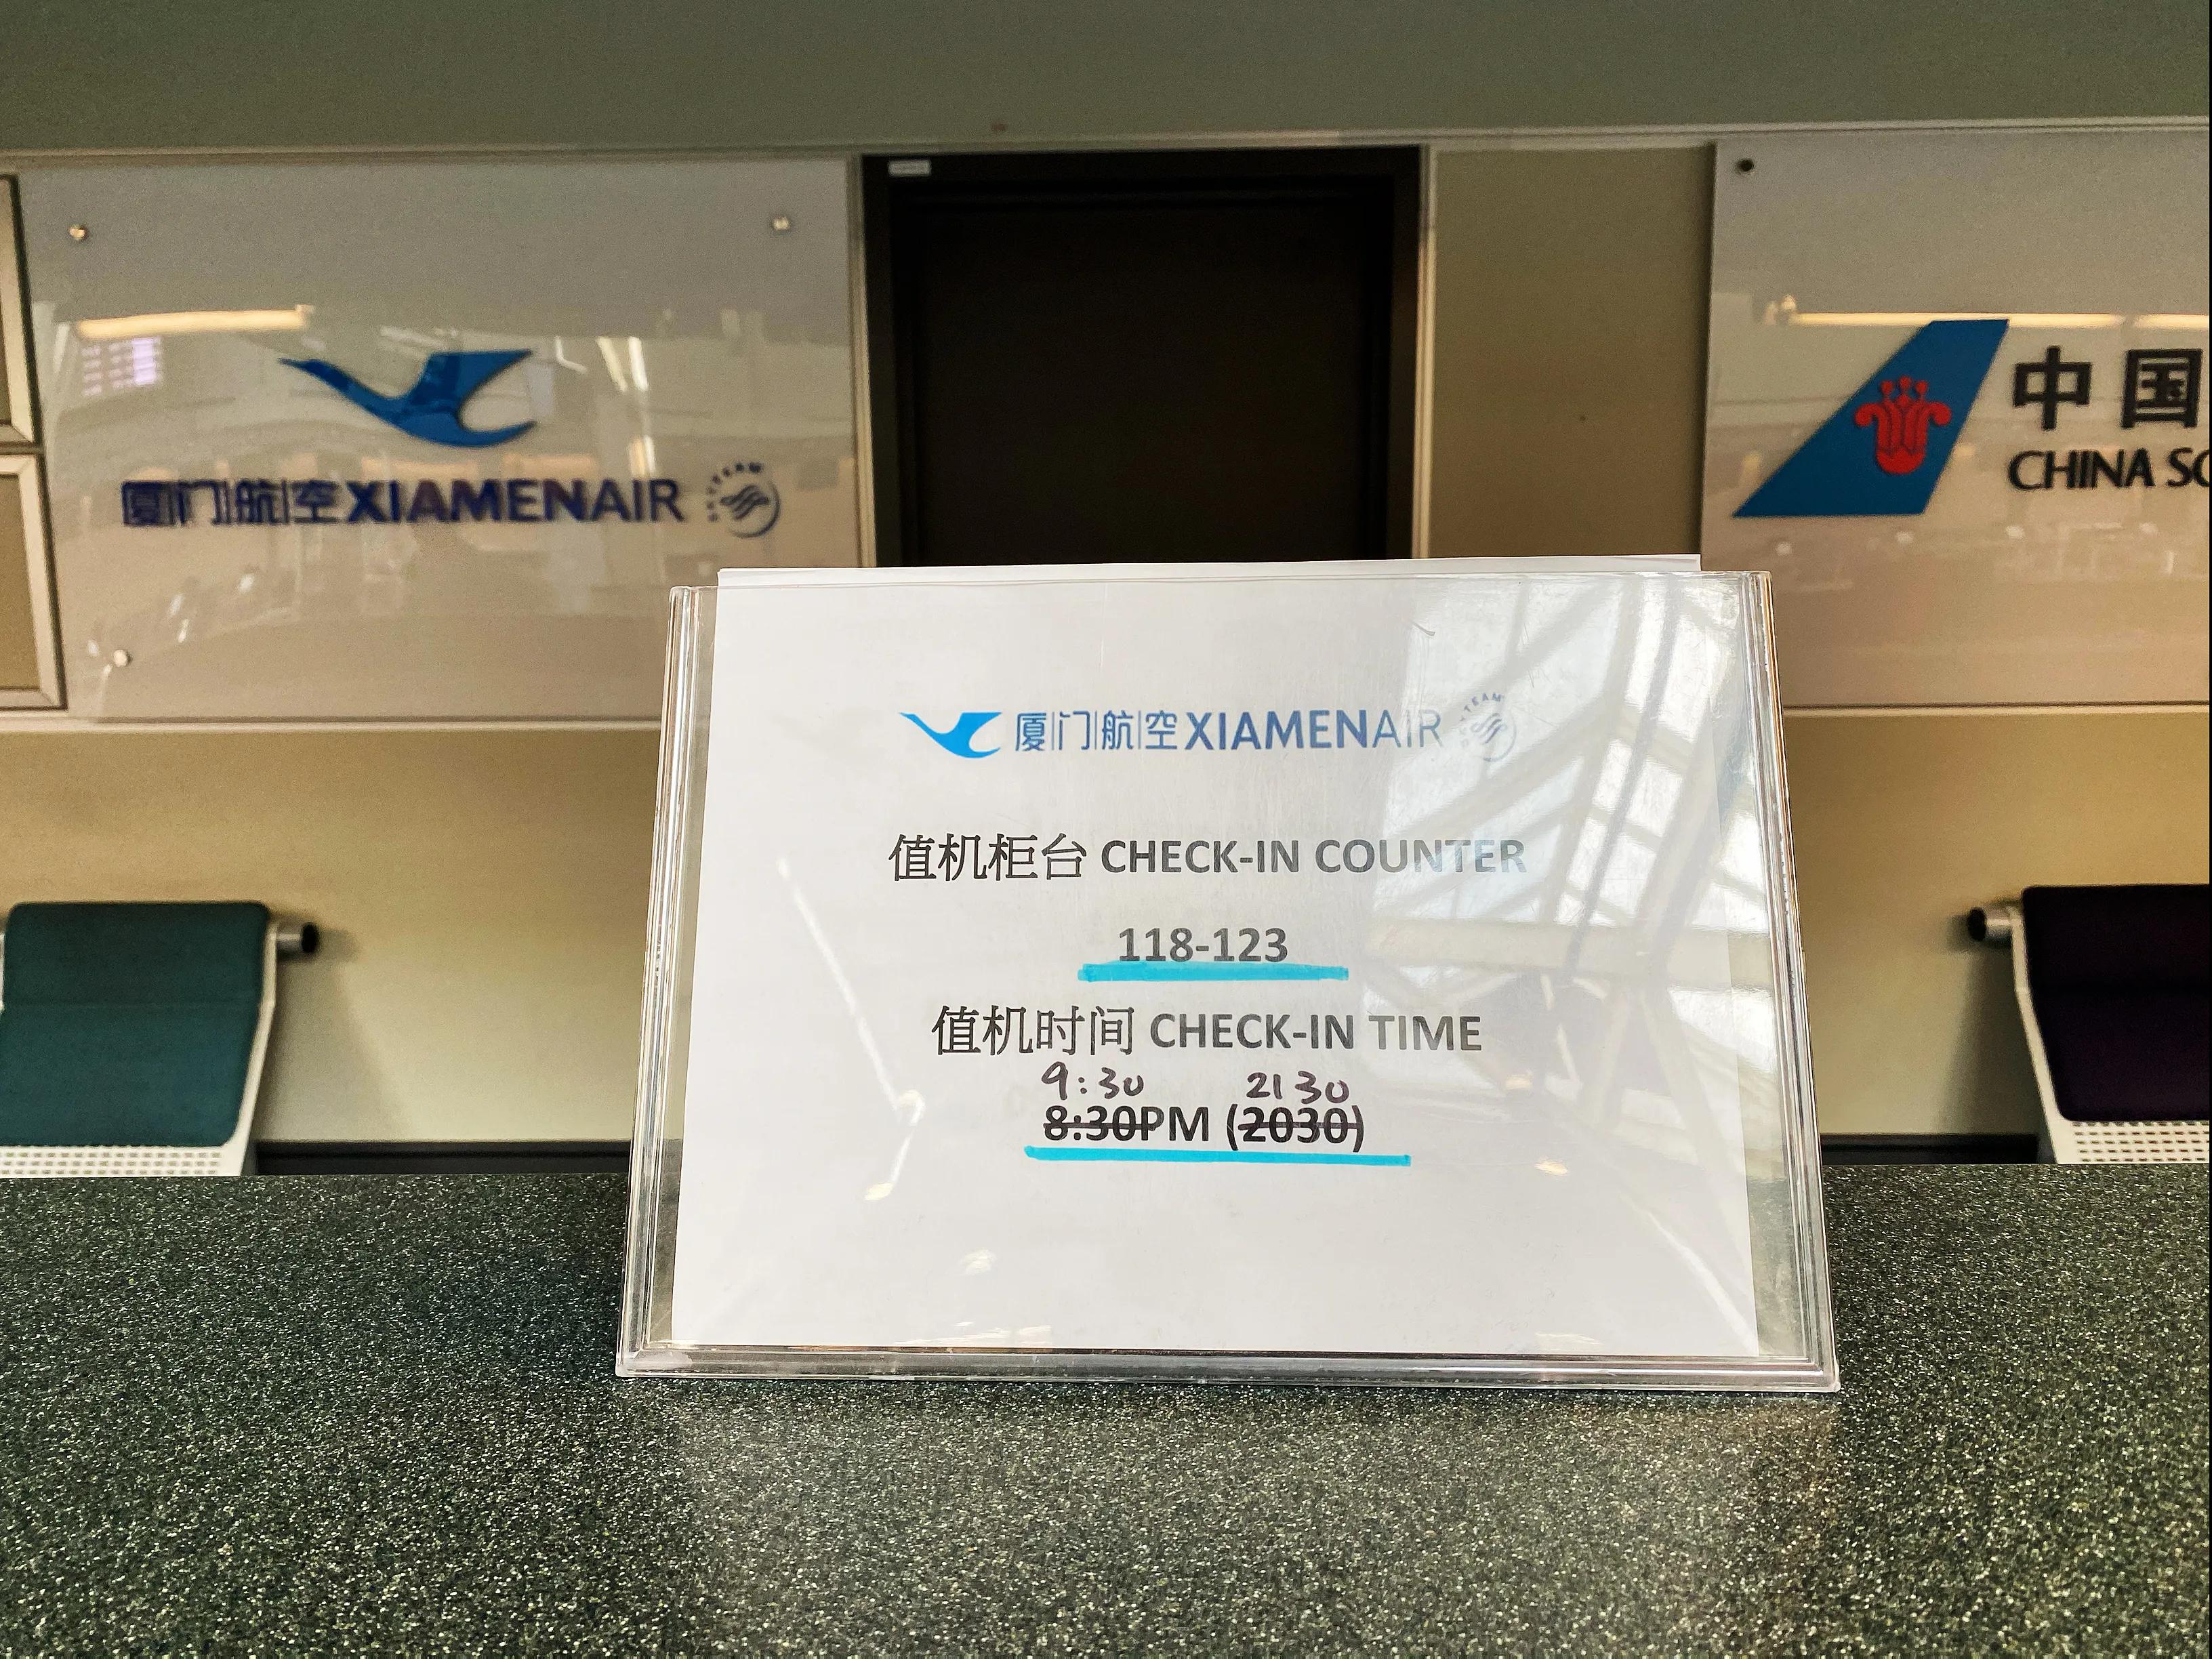 厦门航空XIAMENAIR
SKYTEAM
中国
CHINA SO
厦门航空XIAMENAIR SKYTEAM
值机柜台 CHECK-IN COUNTER
118-123
值机时间 CHECK-IN TIME
9:30 2130
8:30PM (2030)